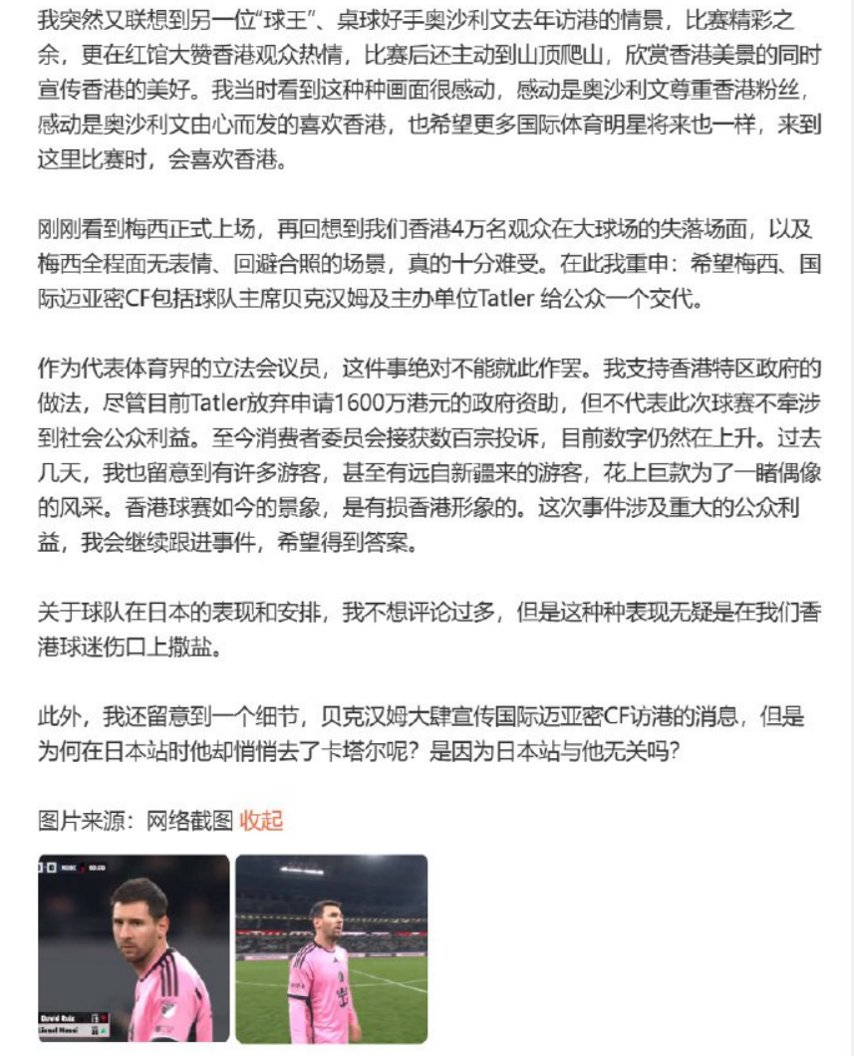 我突然又联想到另一位“球王”、桌球好手奥沙利文去年访港的情景，比赛精彩之
余，更在红馆大赞香港观众热情，比赛后还主动到山顶爬山，欣赏香港美景的同时
宣传香港的美好。我当时看到这种种画面很感动，感动是奥沙利文尊重香港粉丝，
感动是奥沙利文由心而发的喜欢香港，也希望更多国际体育明星将来也一样，来到
这里比赛时，会喜欢香港。
刚刚看到梅西正式上场，再回想到我们香港4万名观众在大球场的失落场面，以及
梅西全程面无表情、回避合照的场景，真的十分难受。在此我重申：希望梅西、国
际迈亚密CF包括球队主席贝克汉姆及主办单位Tatler 给公众一个交代。
作为代表体育界的立法会议员，这件事绝对不能就此作罢。我支持香港特区政府的
做法，尽管目前Tatler放弃申请1600万港元的政府资助，但不代表此次球赛不牵涉
到社会公众利益。至今消费者委员会接获数百宗投诉，目前数字仍然在上升。过去
几天，我也留意到有许多游客，甚至有远自新疆来的游客，花上巨款为了一睹偶像
的风采。香港球赛如今的景象，是有损香港形象的。这次事件涉及重大的公众利
益，我会继续跟进事件，希望得到答案。
关于球队在日本的表现和安排，我不想评论过多，但是这种种表现无疑是在我们香
港球迷伤口上撒盐。
此外，我还留意到一个细节，贝克汉姆大肆宣传国际迈亚密CF访港的消息，但是
为何在日本站时他却悄悄去了卡塔尔呢？是因为日本站与他无关吗？
图片来源：网络截图 收起
David Ruiz
Lionel Messi